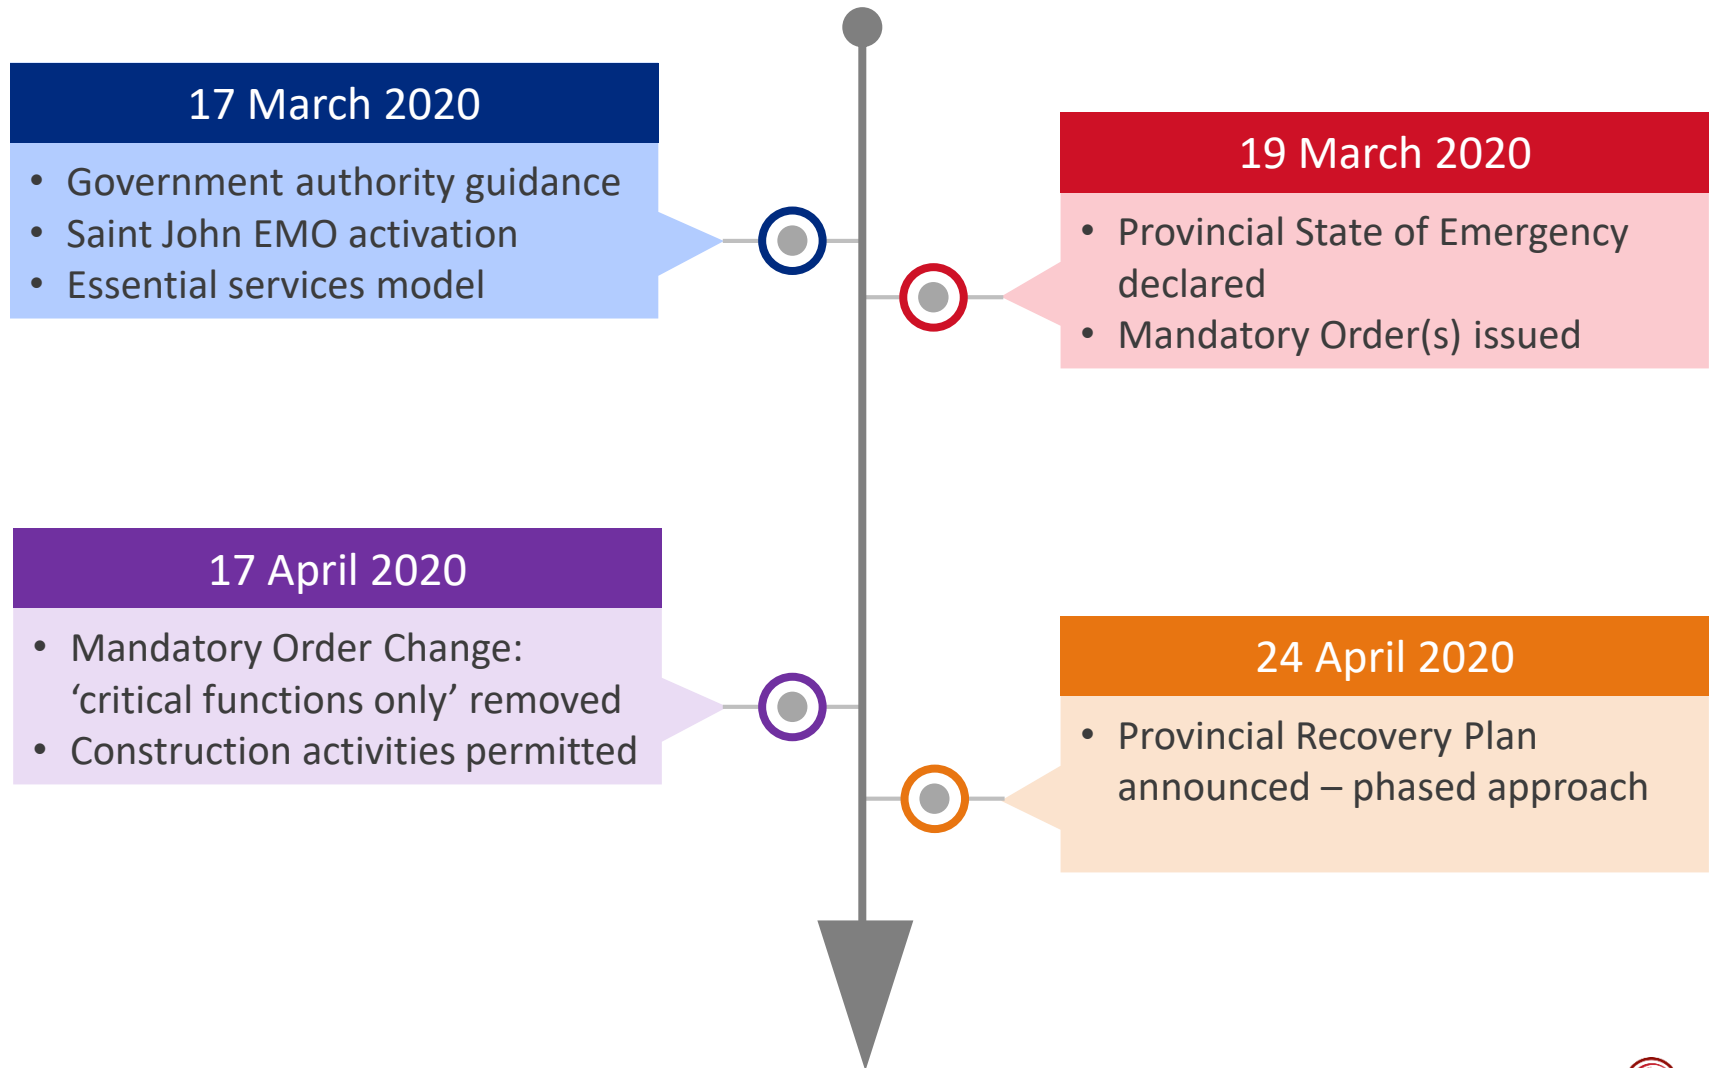 17 March 2020
• Government authority guidance
• Saint John EMO activation
• Essential services model
19 March 2020
• Provincial State of Emergency
declared
• Mandatory Order(s) issued
17 April 2020
• Mandatory Order Change:
‘critical functions only’ removed
• Construction activities permitted
24 April 2020
• Provincial Recovery Plan
announced – phased approach